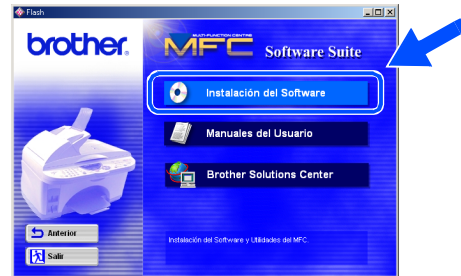 Flash
brother.
MULTI-FUNCTION CENTRE
MFC Software Suite
Instalación del Software
Manuales del Usuario
Brother Solutions Center
Anterior
Salir
Instalación del Software y Utilidades del MFC.